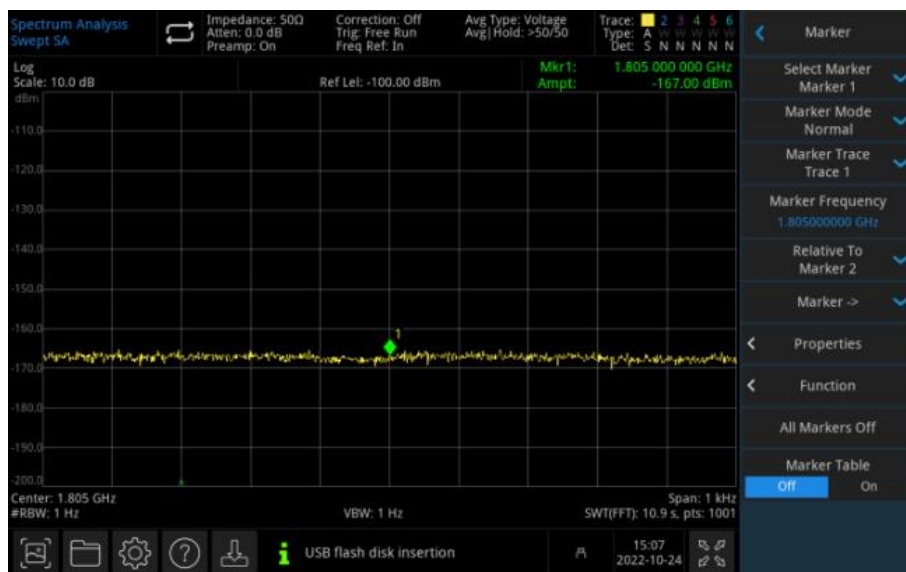 Spectrum Analysis
Swept SA
Impedance: 50Ω
Atten: 0.0 dB
Preamp: On
Correction: Off
Trig: Free Run
Freq Ref: In
Avg Type: Voltage
Avg|Hold: >50/50
Trace: 1 2 3 4 5 6
Type: A W W W W W
Det: S N N N N N
Log
Scale: 10.0 dB
Ref Lel: -100.00 dBm
Mkr1: 1.805 000 000 GHz
Ampt: -167.00 dBm
dBm
-110.0
-120.0
-130.0
-140.0
-150.0
-160.0
1
-170.0
-180.0
-190.0
-200.0
Center: 1.805 GHz
Span: 1 kHz
#RBW: 1 Hz
VBW: 1 Hz
SWT(FFT): 10.9 s, pts: 1001
USB flash disk insertion
15:07
2022-10-24
Marker
Select Marker
Marker 1
Marker Mode
Normal
Marker Trace
Trace 1
Marker Frequency
1.805000000 GHz
Relative To
Marker 2
Marker ->
Properties
Function
All Markers Off
Marker Table
Off On